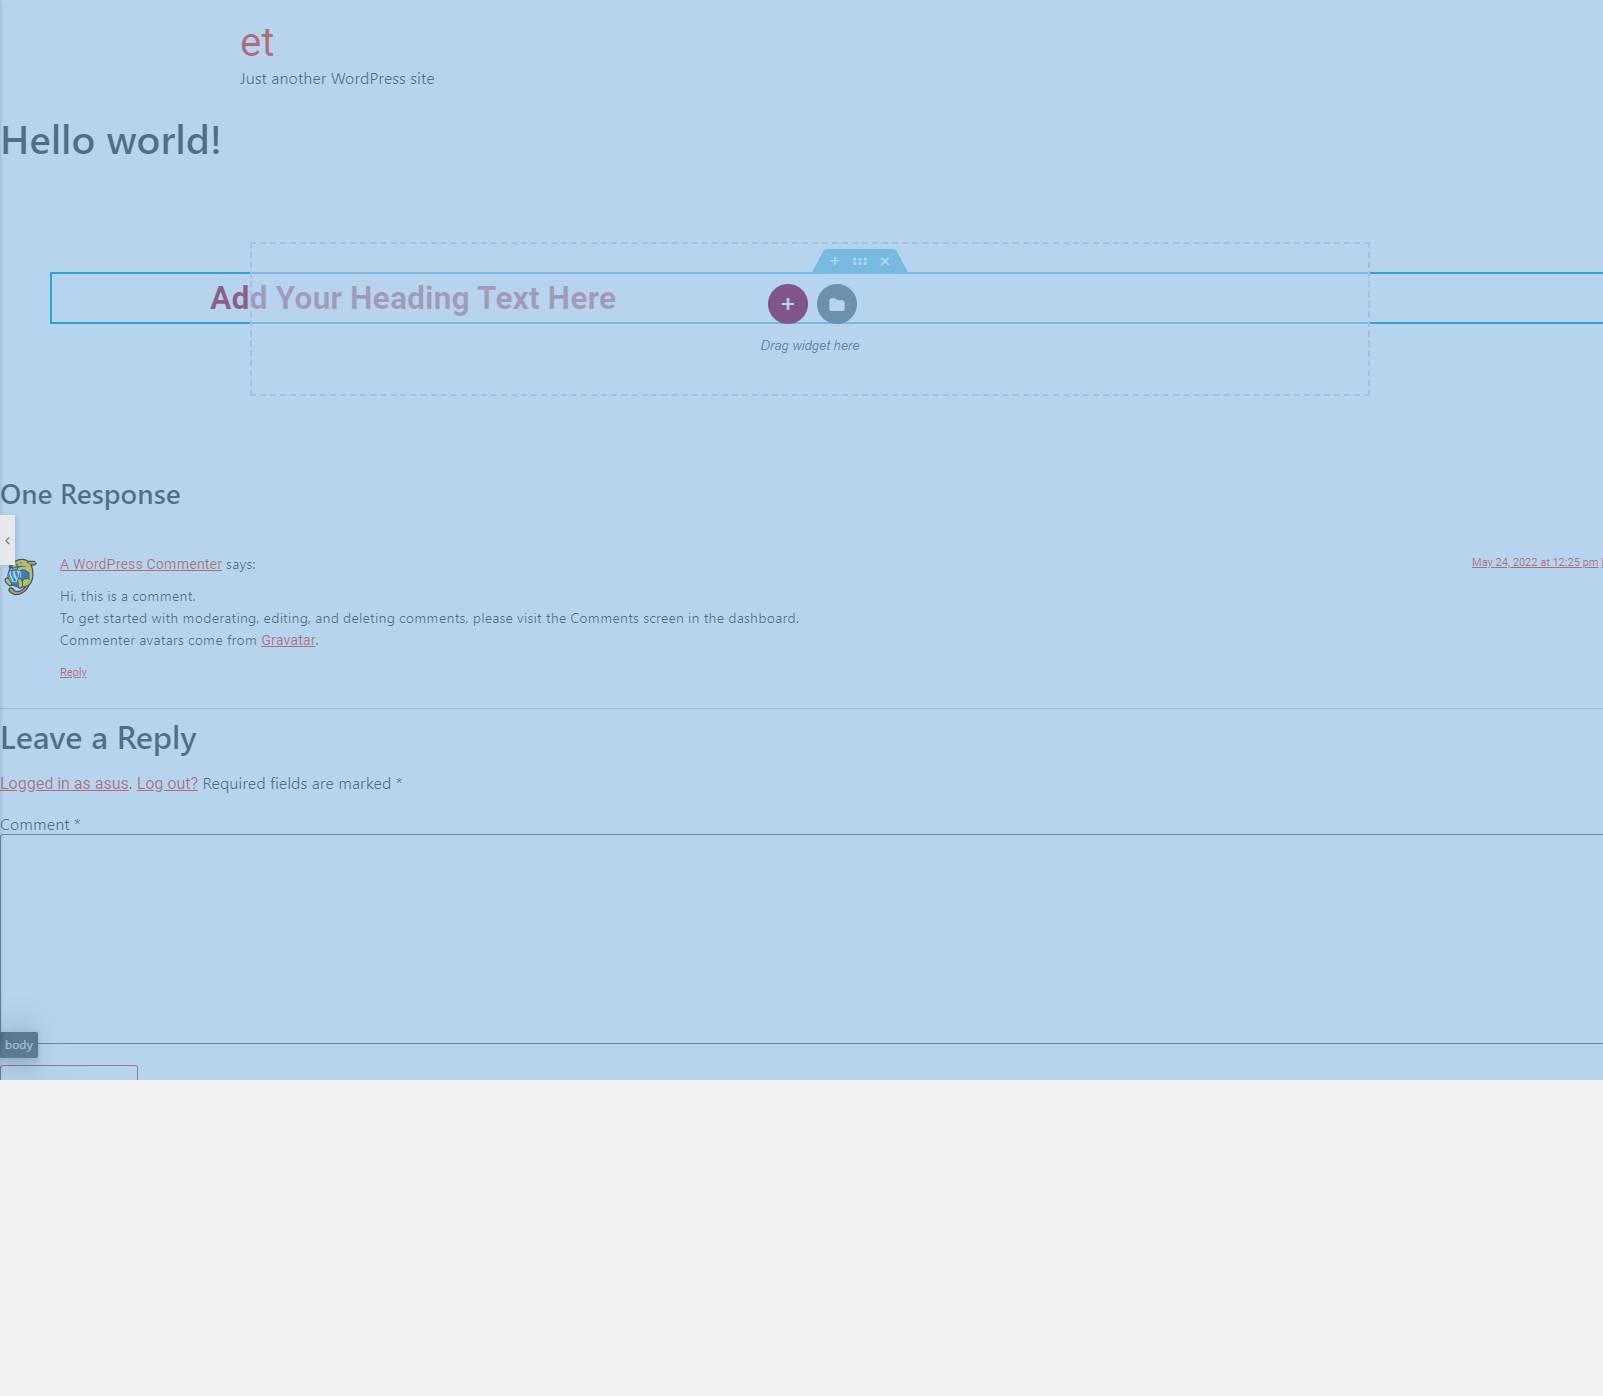 et
Just another WordPress site
Hello world!
Add Your Heading Text Here
Drag widget here
One Response
A WordPress Commenter says:
May 24, 2022 at 12:25 pm
Hi, this is a comment.
To get started with moderating, editing, and deleting comments, please visit the Comments screen in the dashboard.
Commenter avatars come from Gravatar.
Reply
Leave a Reply
Logged in as asus. Log out? Required fields are marked *
Comment *
body